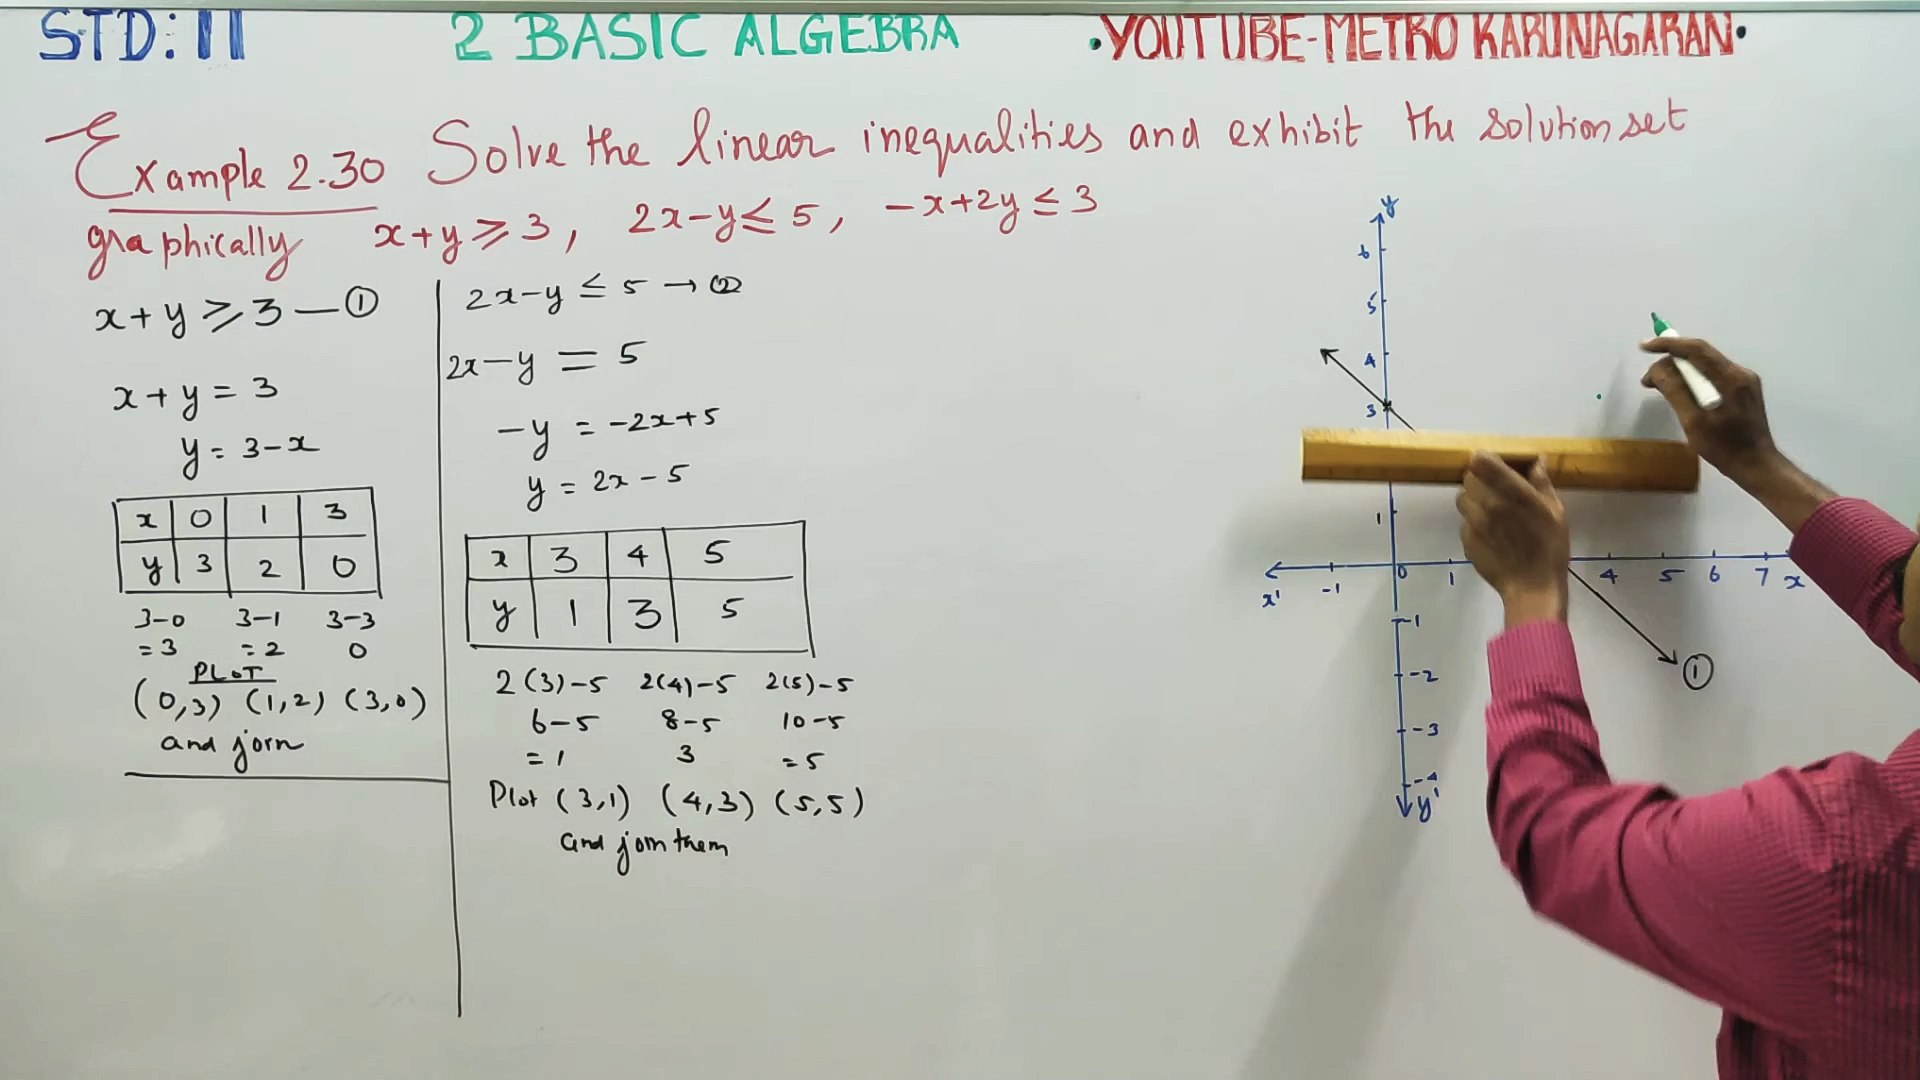 STD: 11
2 BASIC ALGEBRA
• YOUTUBE-METRO KARUNAGARAN •
Example 2.30 Solve the linear inequalities and exhibit the solution set
graphically x+y ≥ 3, 2x-y ≤ 5, -x+2y ≤ 3
x+y ≥ 3 — ①
x+y = 3
y = 3-x
x 0 1 3
y 3 2 0
3-0 3-1 3-3
=3 =2 0
PLOT
(0,3) (1,2) (3,0)
and join
2x-y ≤ 5 → ②
2x-y = 5
-y = -2x+5
y = 2x-5
x 3 4 5
y 1 3 5
2(3)-5 2(4)-5 2(5)-5
6-5 8-5 10-5
=1 3 =5
Plot (3,1) (4,3) (5,5)
and join them
y
6
5
4
3
1
x' -1 0 1 4 5 6 7 x
-1
①
-2
-3
-4
y'